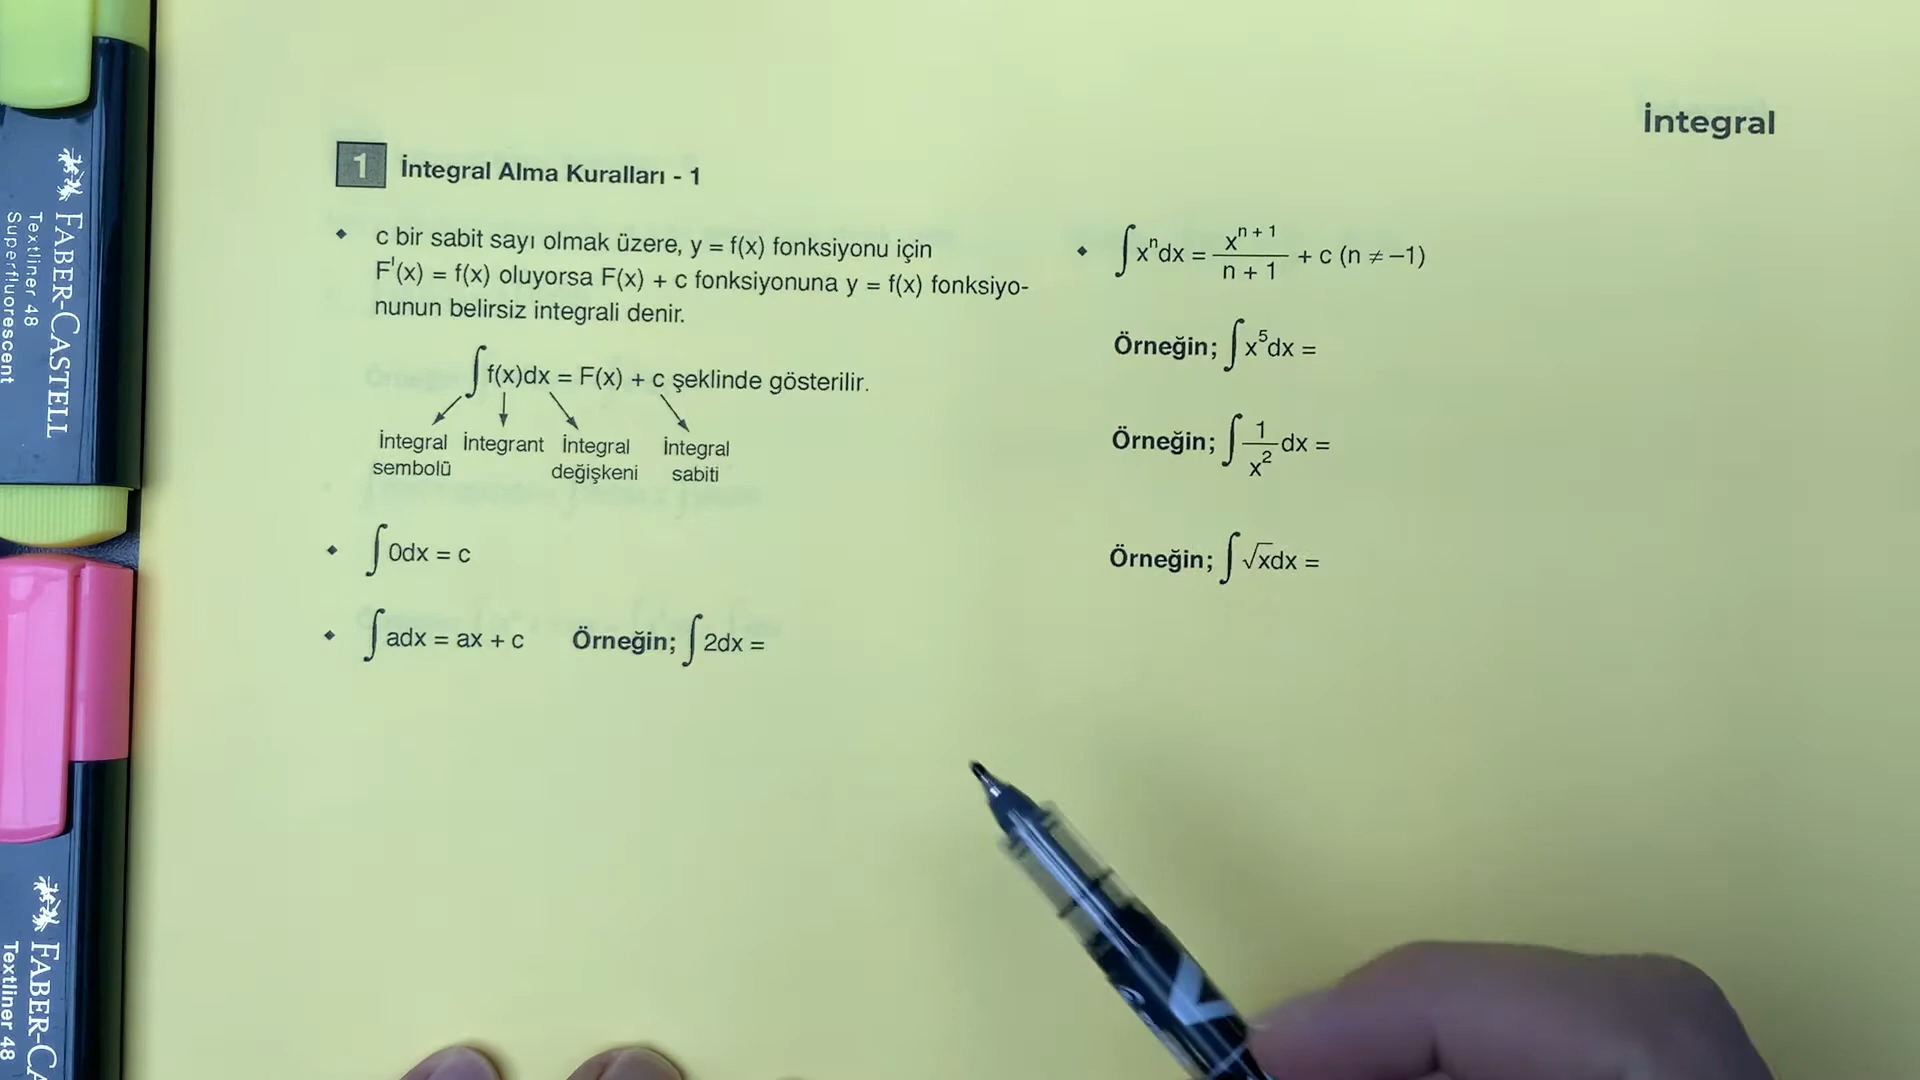 İntegral
1 İntegral Alma Kuralları - 1
c bir sabit sayı olmak üzere, y = f(x) fonksiyonu için
F'(x) = f(x) oluyorsa F(x) + c fonksiyonuna y = f(x) fonksiyo-
nunun belirsiz integrali denir.
∫f(x)dx = F(x) + c şeklinde gösterilir.
İntegral sembolü
İntegrant
İntegral değişkeni
İntegral sabiti
∫0dx = c
∫adx = ax + c Örneğin; ∫2dx =
∫xⁿdx = xⁿ⁺¹/(n + 1) + c (n ≠ −1)
Örneğin; ∫x⁵dx =
Örneğin; ∫1/x² dx =
Örneğin; ∫√xdx =
FABER-CASTELL
Textliner 48
Superfluorescent
FABER-CA
Textliner 48